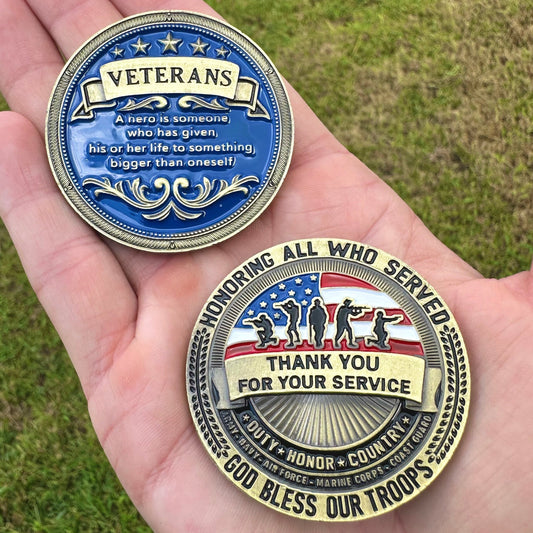 VETERANS
A hero is someone
who has given,
his or her life to something
bigger than oneself
HONORING ALL WHO SERVED
THANK YOU
FOR YOUR SERVICE
DUTY ★ HONOR ★ COUNTRY
ARMY - NAVY - AIR FORCE - MARINE CORPS - COAST GUARD
GOD BLESS OUR TROOPS